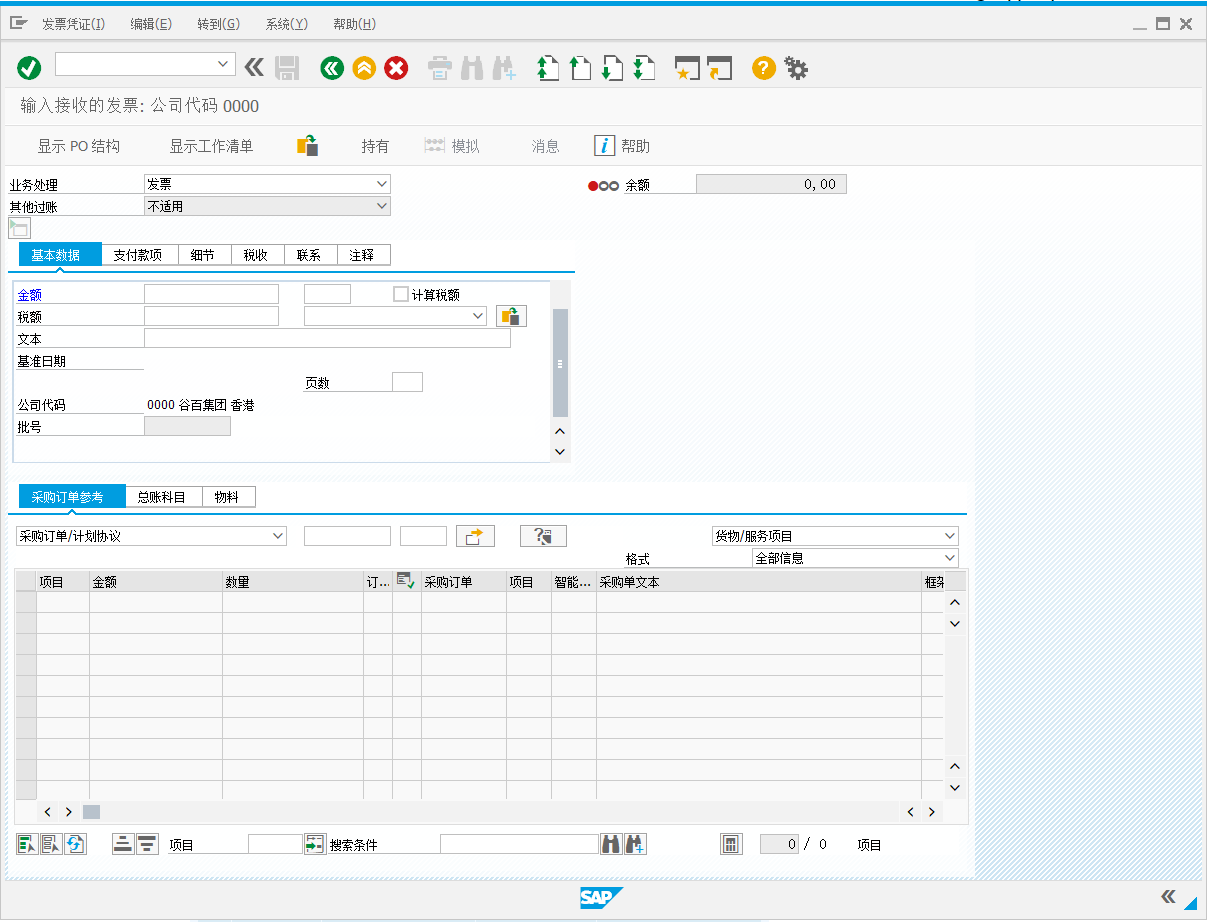 发票凭证(I) 编辑(E) 转到(G) 系统(Y) 帮助(H)
输入接收的发票: 公司代码 0000
显示 PO 结构 显示工作清单 持有 模拟 消息 i 帮助
业务处理 发票 余额 0,00
其他过账 不适用
基本数据 支付款项 细节 税收 联系 注释
金额 计算税额
税额
文本
基准日期
页数
公司代码 0000 谷百集团 香港
批号
采购订单参考 总账科目 物料
采购订单/计划协议 货物/服务项目
格式 全部信息
项目 金额 数量 订... 采购订单 项目 智能... 采购单文本 框架
项目 搜索条件 0 / 0 项目
SAP